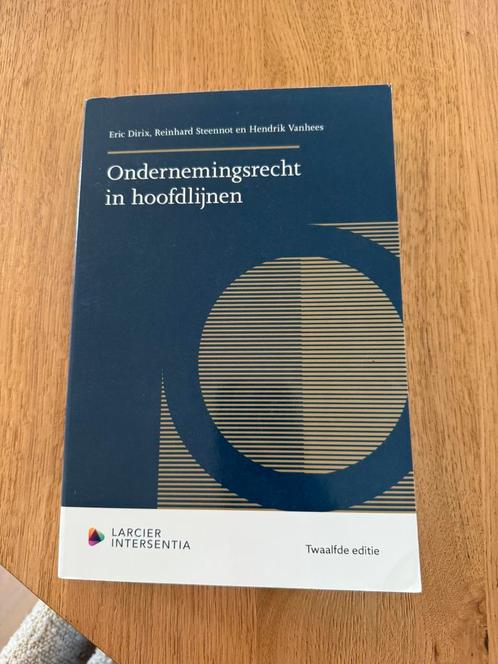 Eric Dirix, Reinhard Steennot en Hendrik Vanhees
Ondernemingsrecht
in hoofdlijnen
LARCIER
INTERSENTIA
Twaalfde editie